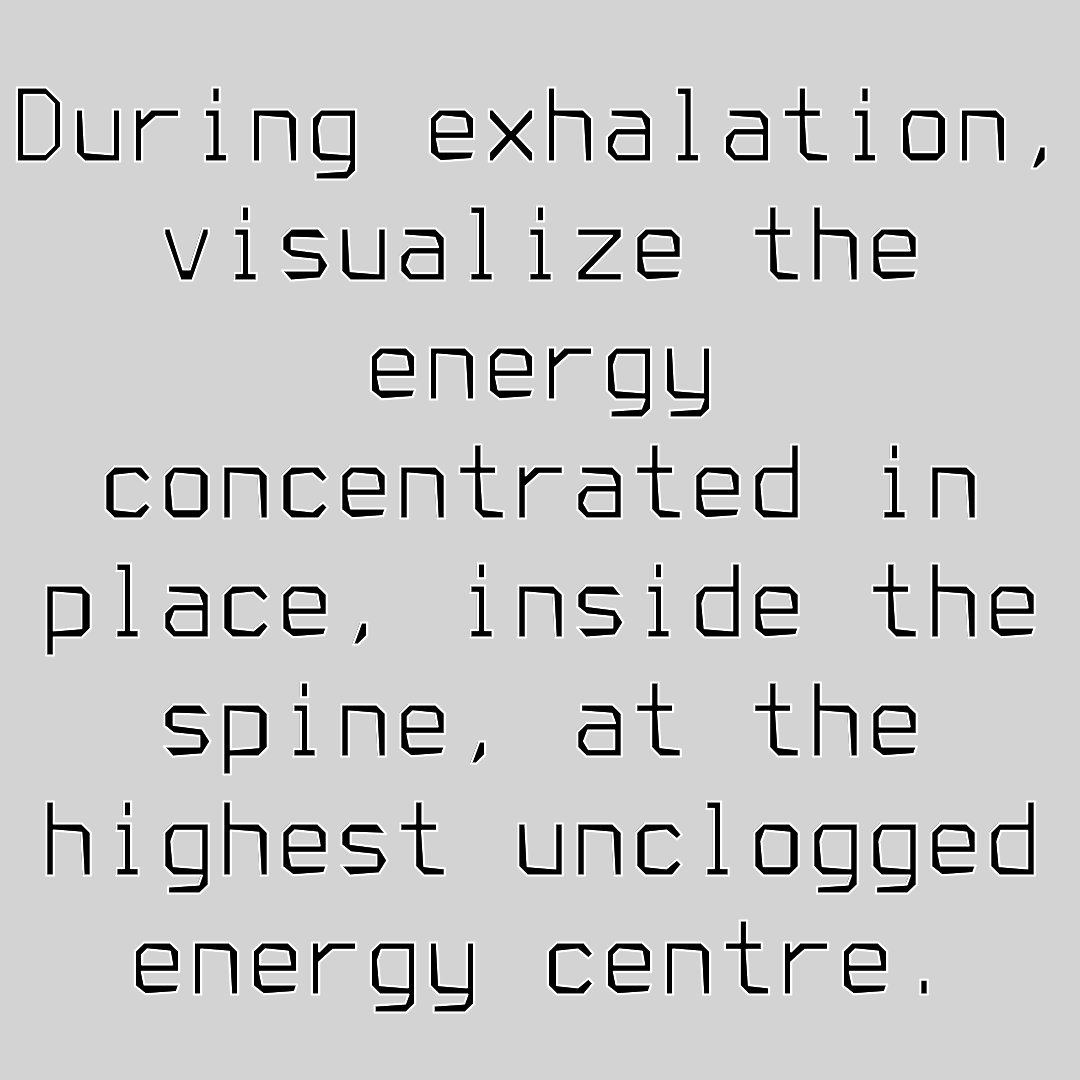 During exhalation,
visualize the
energy
concentrated in
place, inside the
spine, at the
highest unclogged
energy centre.